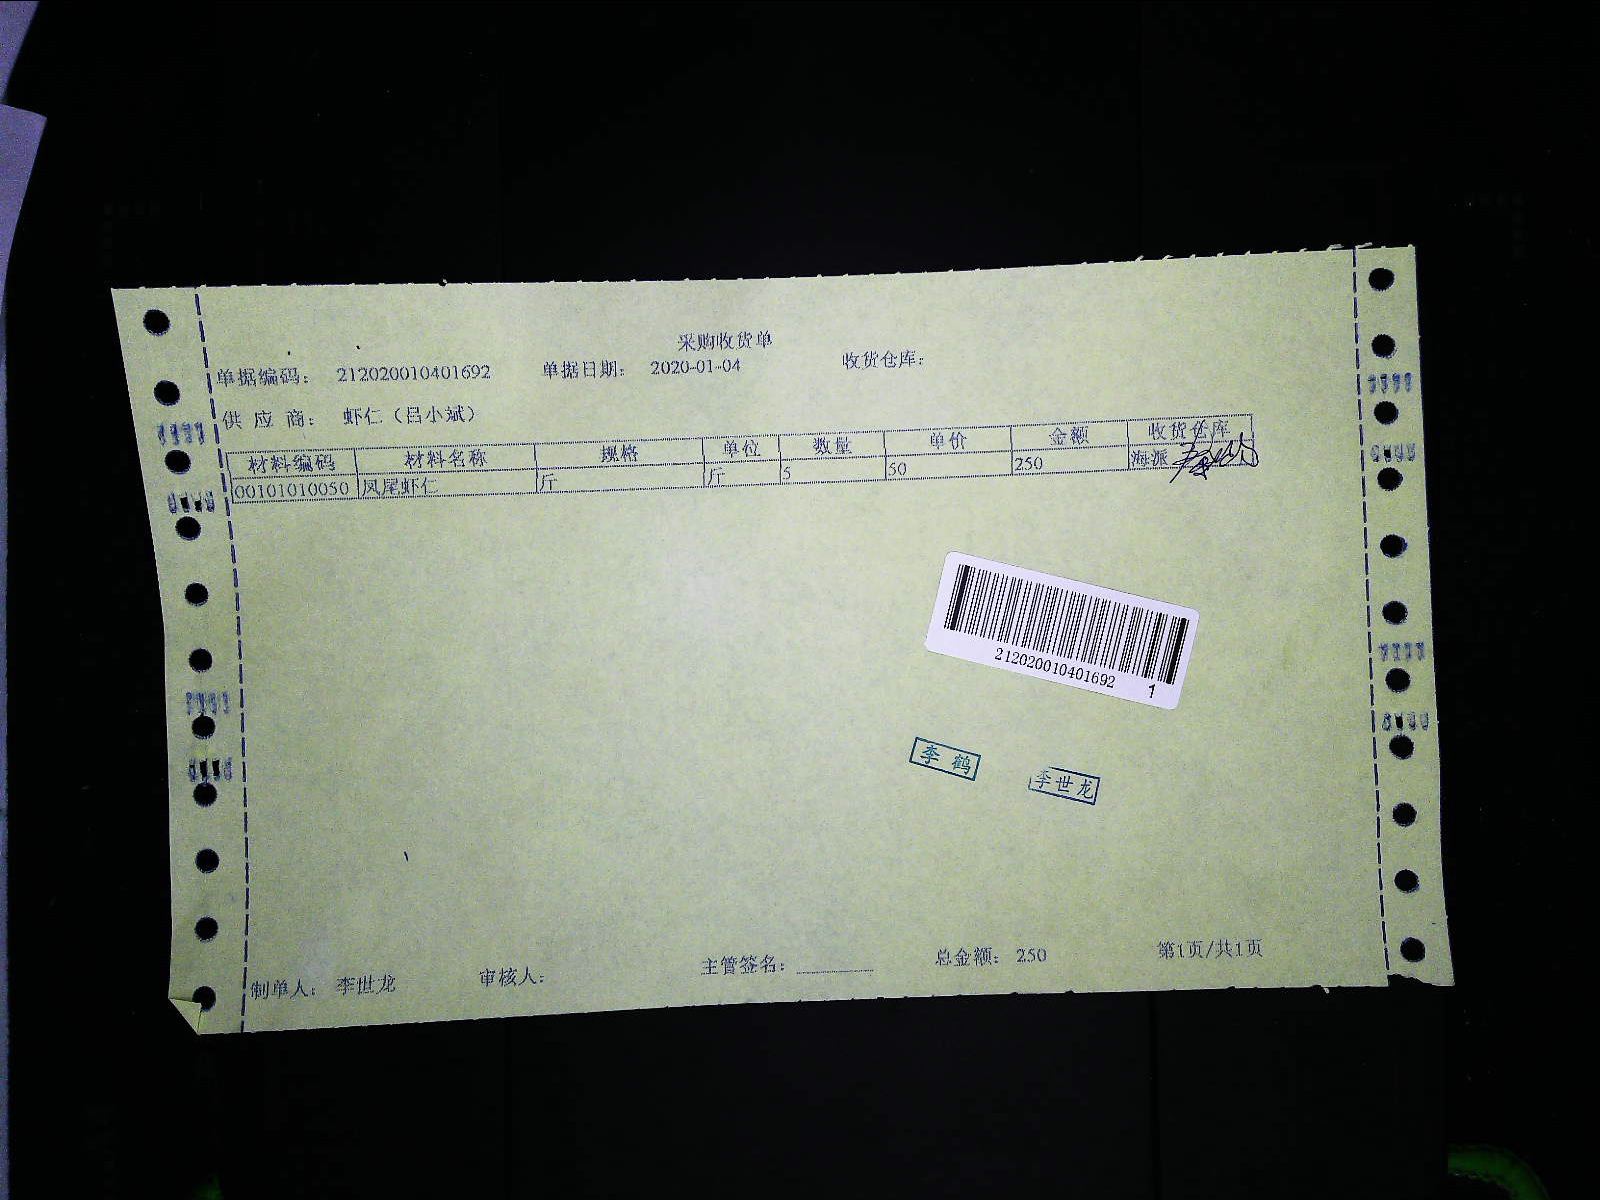 采购收货单
单据编码: 212020010401692 单据日期: 2020-01-04 收货仓库:
供 应 商: 虾仁（吕小斌）
材料编码 材料名称 规格 单位 数量 单价 金额 收货仓库
00101010050 凤尾虾仁 斤 斤 5 50 250 海派
212020010401692
1
李鹤 李世龙
制单人: 李世龙 审核人: 主管签名: 总金额: 250 第1页/共1页